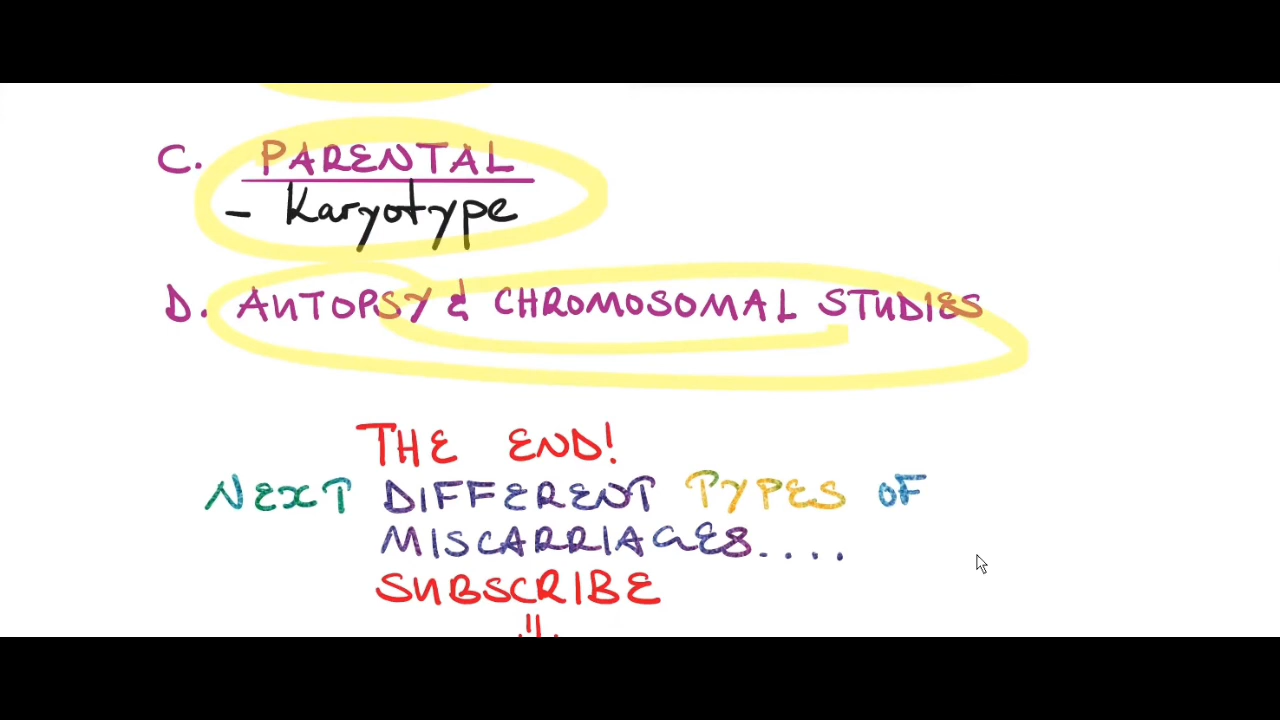 C. PARENTAL
- Karyotype
D. AUTOPSY & CHROMOSOMAL STUDIES
THE END!
NEXT DIFFERENT TYPES OF
MISCARRIAGES....
SUBSCRIBE